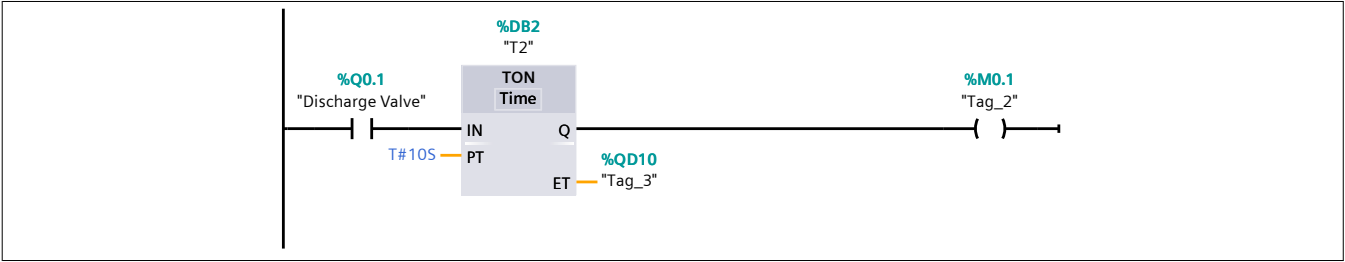 %DB2
"T2"
%Q0.1
"Discharge Valve"
TON
Time
%M0.1
"Tag_2"
IN
Q
T#10S
PT
%QD10
"Tag_3"
ET